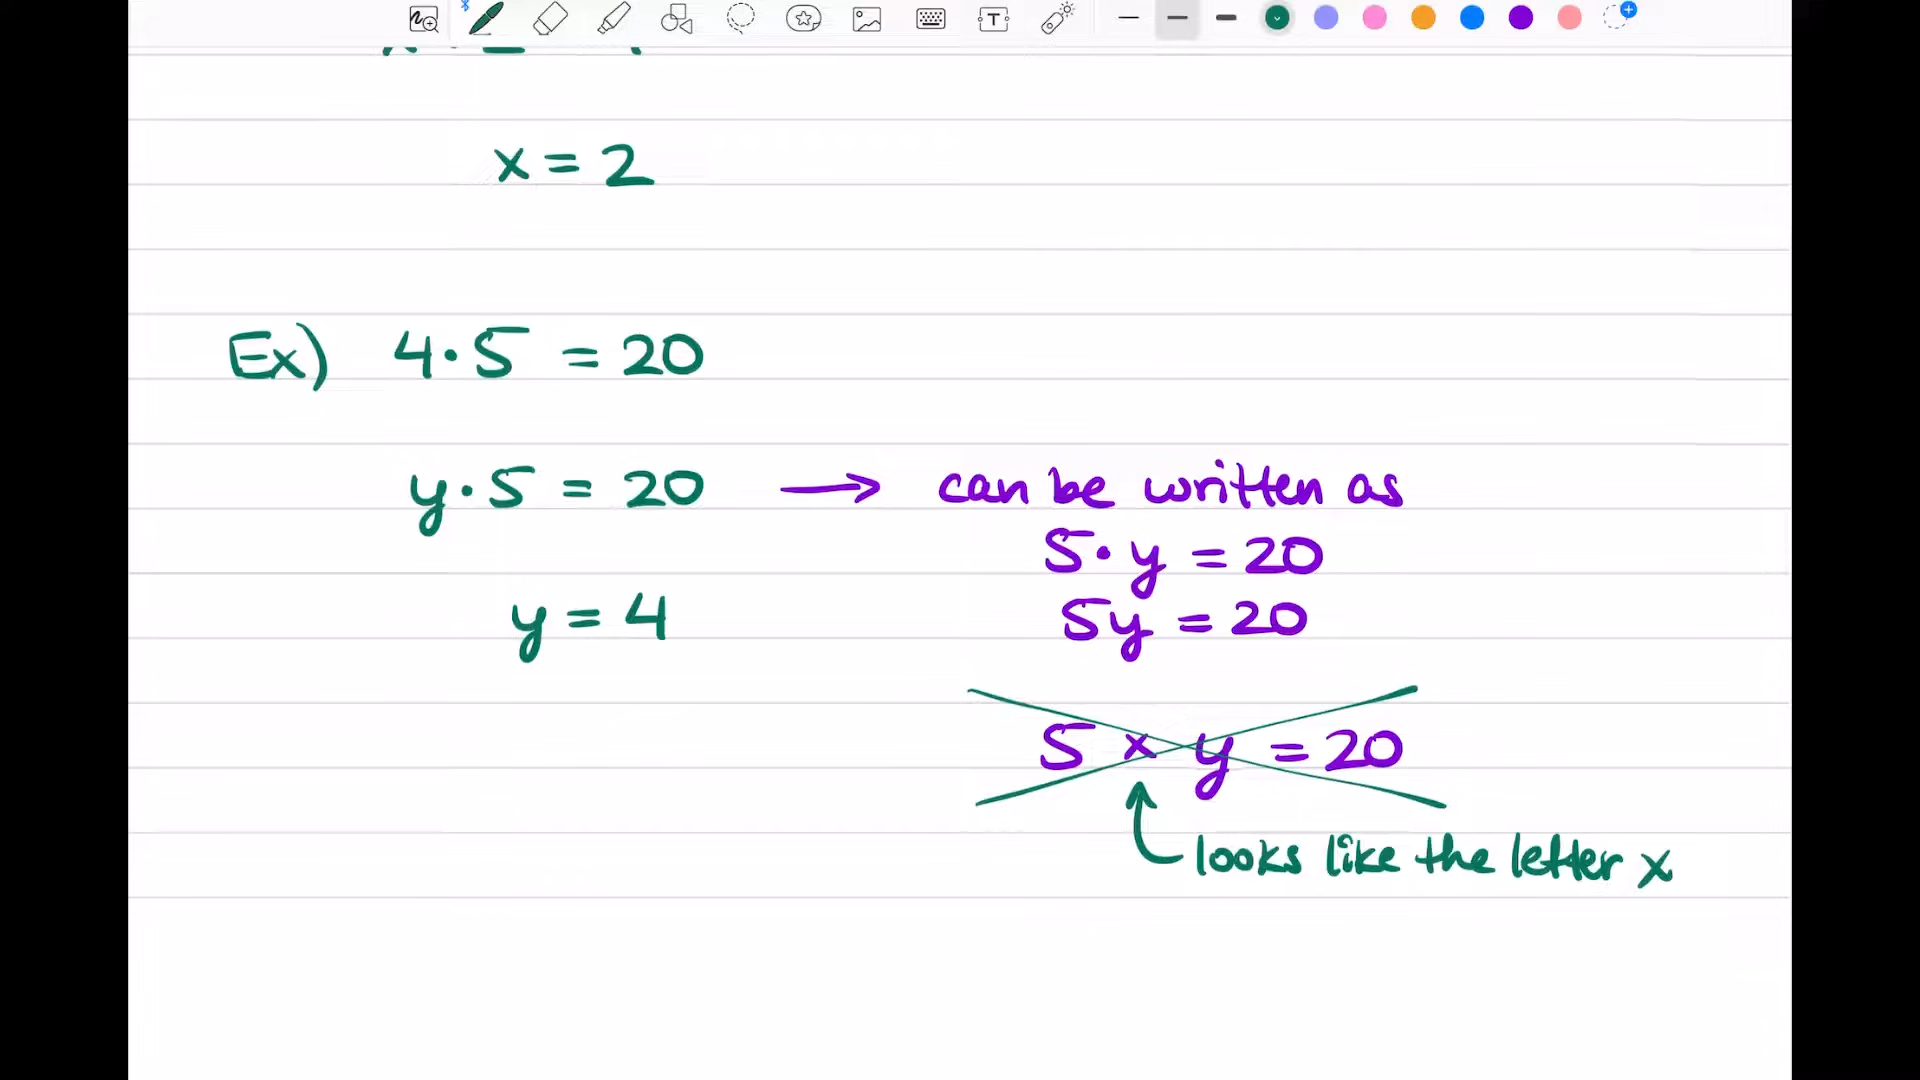 x = 2
Ex) 4 · 5 = 20
y · 5 = 20 → can be written as
5 · y = 20
y = 4
5y = 20
5 x y = 20
looks like the letter x